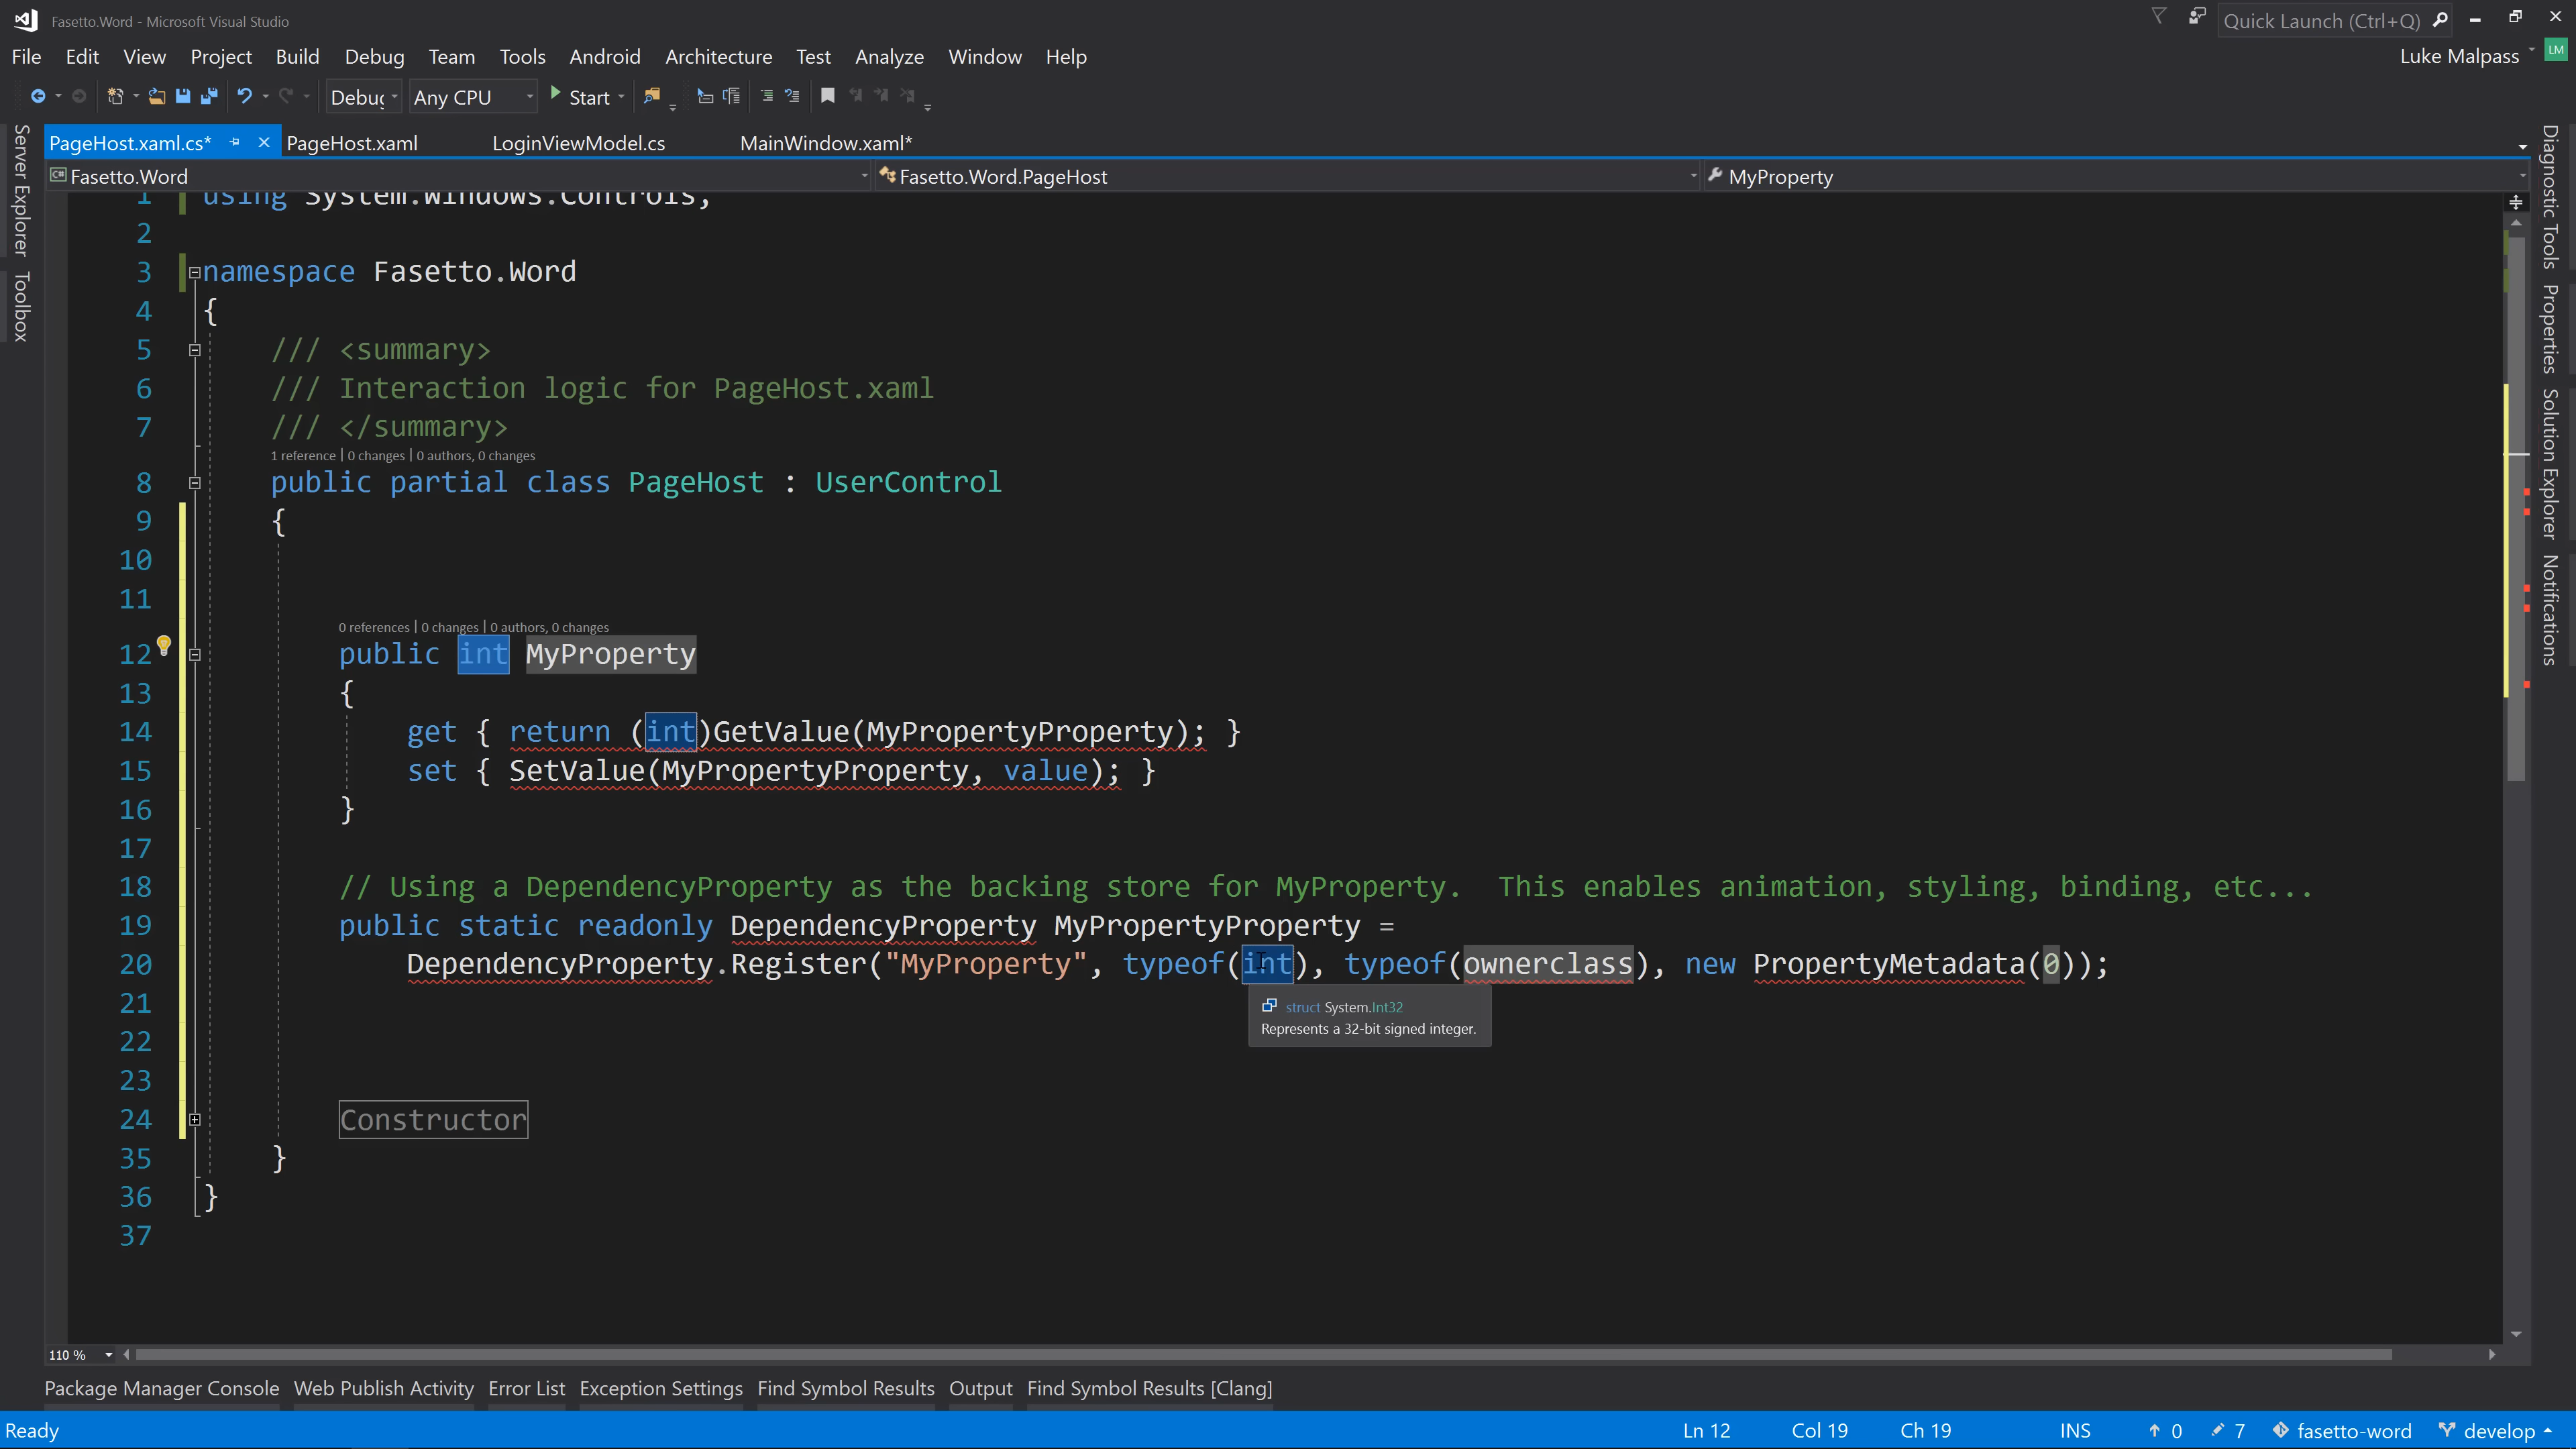 Fasetto.Word - Microsoft Visual Studio
Quick Launch (Ctrl+Q)
File Edit View Project Build Debug Team Tools Android Architecture Test Analyze Window Help
Luke Malpass LM
Debug Any CPU Start
PageHost.xaml.cs* PageHost.xaml LoginViewModel.cs MainWindow.xaml*
C# Fasetto.Word Fasetto.Word.PageHost MyProperty
Server Explorer
Toolbox
Diagnostic Tools
Properties
Solution Explorer
Notifications
1 using System.Windows.Controls;
2
3 namespace Fasetto.Word
4 {
5 /// <summary>
6 /// Interaction logic for PageHost.xaml
7 /// </summary>
1 reference | 0 changes | 0 authors, 0 changes
8 public partial class PageHost : UserControl
9 {
10
11
0 references | 0 changes | 0 authors, 0 changes
12 public int MyProperty
13 {
14 get { return (int)GetValue(MyPropertyProperty); }
15 set { SetValue(MyPropertyProperty, value); }
16 }
17
18 // Using a DependencyProperty as the backing store for MyProperty.  This enables animation, styling, binding, etc...
19 public static readonly DependencyProperty MyPropertyProperty =
20 DependencyProperty.Register("MyProperty", typeof(int), typeof(ownerclass), new PropertyMetadata(0));
21
struct System.Int32
Represents a 32-bit signed integer.
22
23
24 Constructor
35 }
36 }
37
110 %
Package Manager Console Web Publish Activity Error List Exception Settings Find Symbol Results Output Find Symbol Results [Clang]
Ready Ln 12 Col 19 Ch 19 INS 0 7 fasetto-word develop